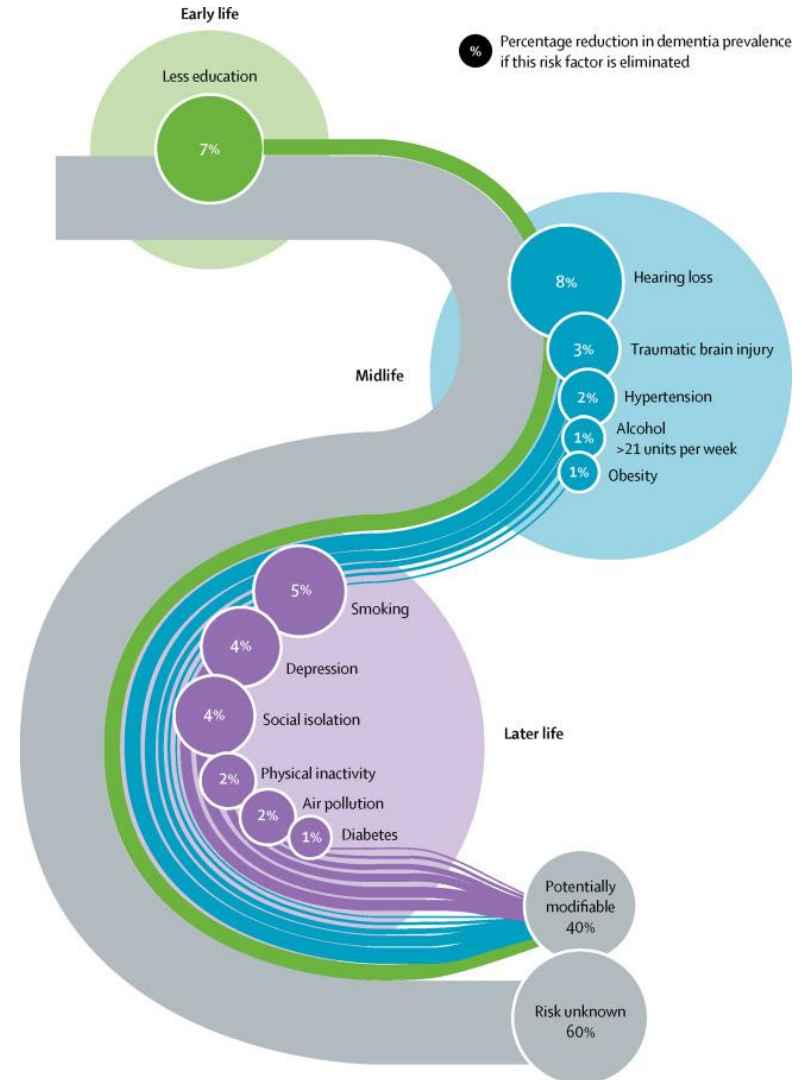 Early life
%
Percentage reduction in dementia prevalence
if this risk factor is eliminated
Less education
7%
8%
Hearing loss
3%
Traumatic brain injury
Midlife
2%
Hypertension
1%
Alcohol
>21 units per week
1%
Obesity
5%
Smoking
4%
Depression
4%
Social isolation
Later life
2%
Physical inactivity
2%
Air pollution
1%
Diabetes
Potentially
modifiable
40%
Risk unknown
60%